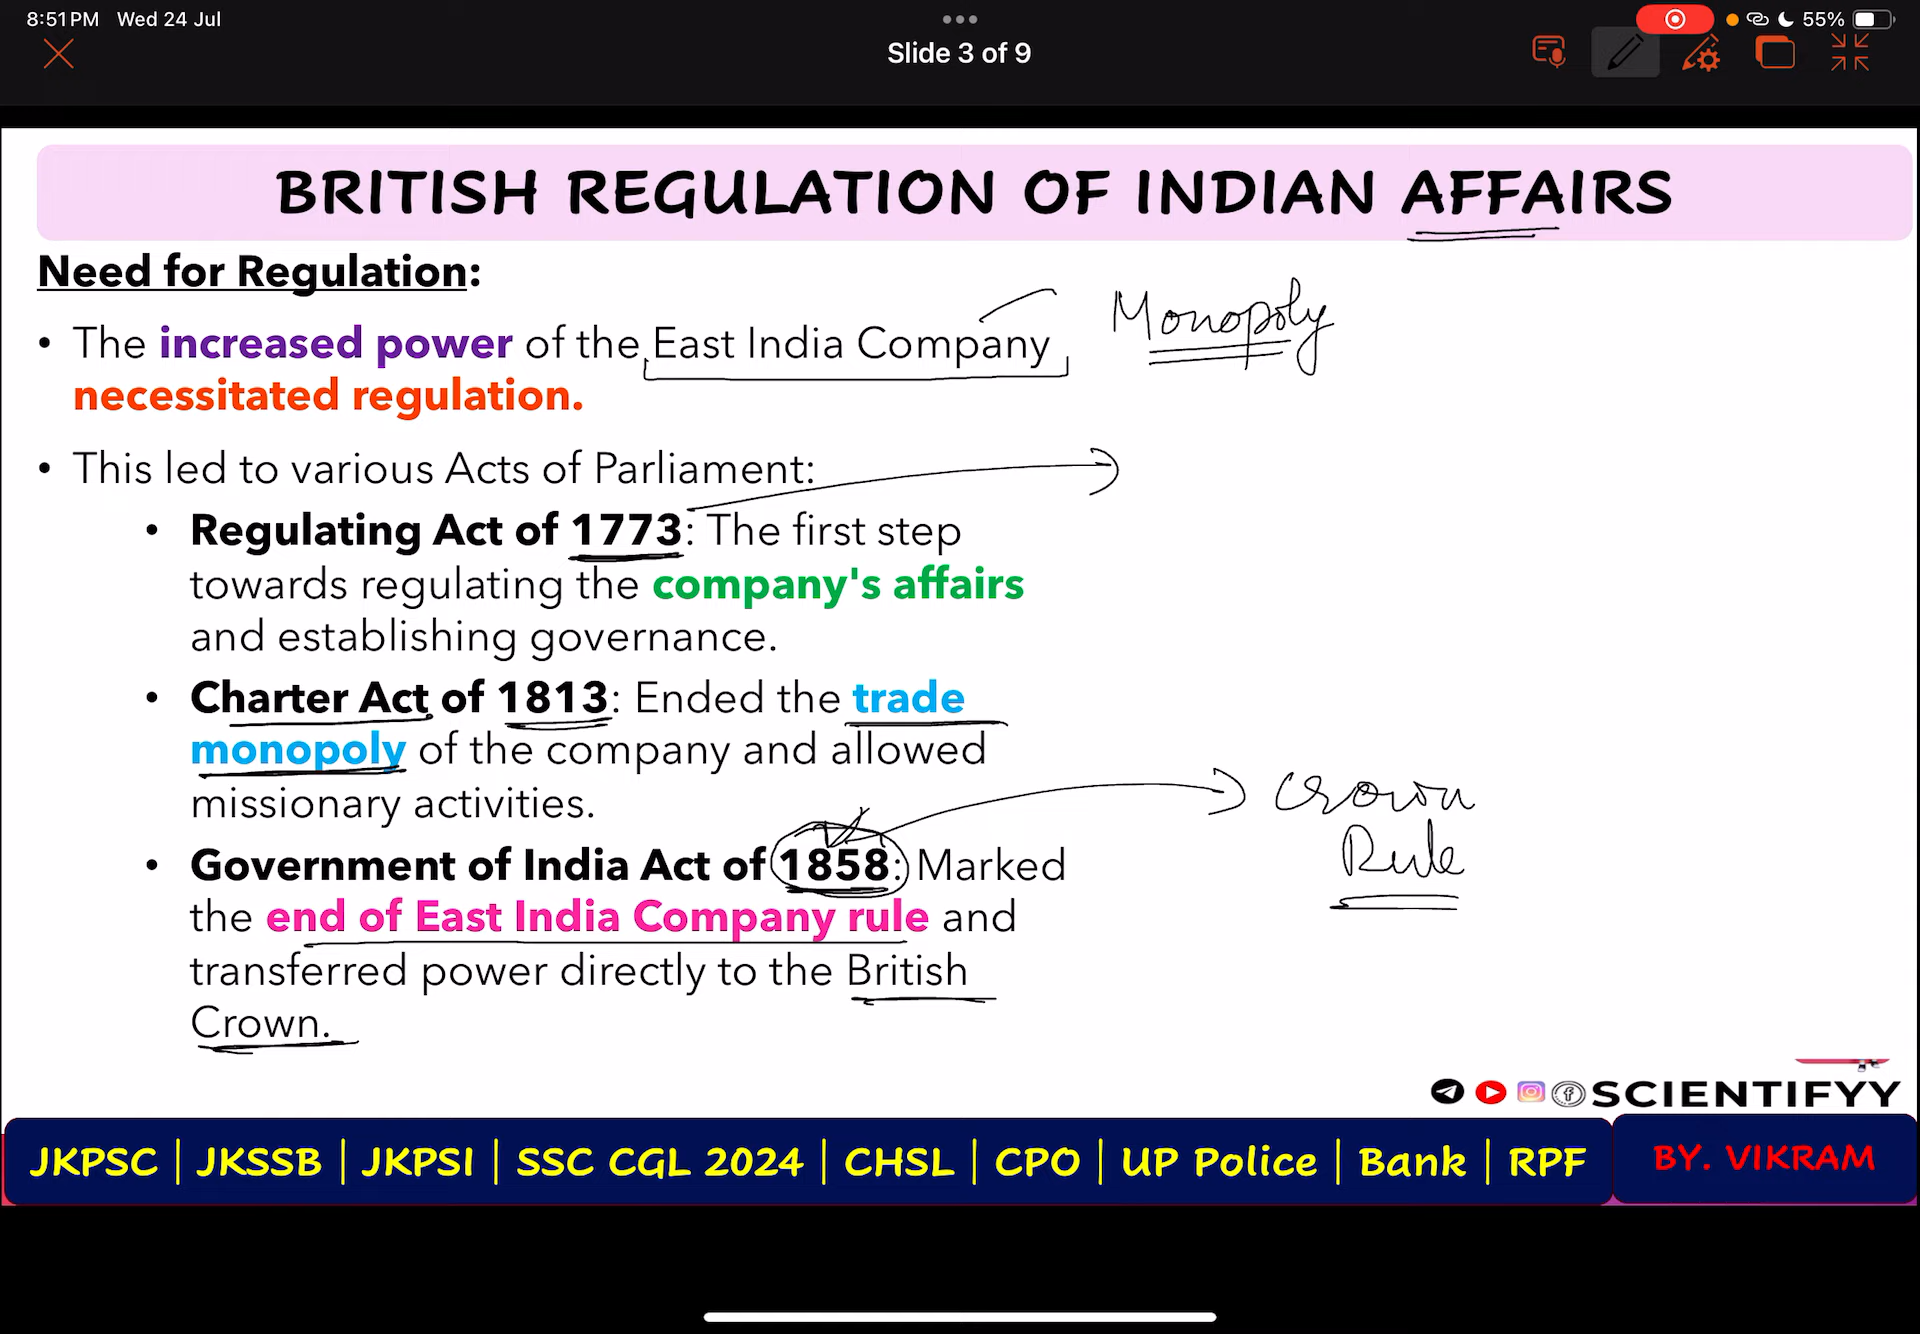 8:51PM Wed 24 Jul
55%
Slide 3 of 9
BRITISH REGULATION OF INDIAN AFFAIRS
Need for Regulation:
• The increased power of the East India Company
Monopoly
necessitated regulation.
• This led to various Acts of Parliament:
• Regulating Act of 1773: The first step
towards regulating the company's affairs
and establishing governance.
• Charter Act of 1813: Ended the trade
monopoly of the company and allowed
missionary activities.
Crown
Rule
• Government of India Act of 1858: Marked
the end of East India Company rule and
transferred power directly to the British
Crown.
SCIENTIFYY
JKPSC | JKSSB | JKPSI | SSC CGL 2024 | CHSL | CPO | UP Police | Bank | RPF
BY. VIKRAM